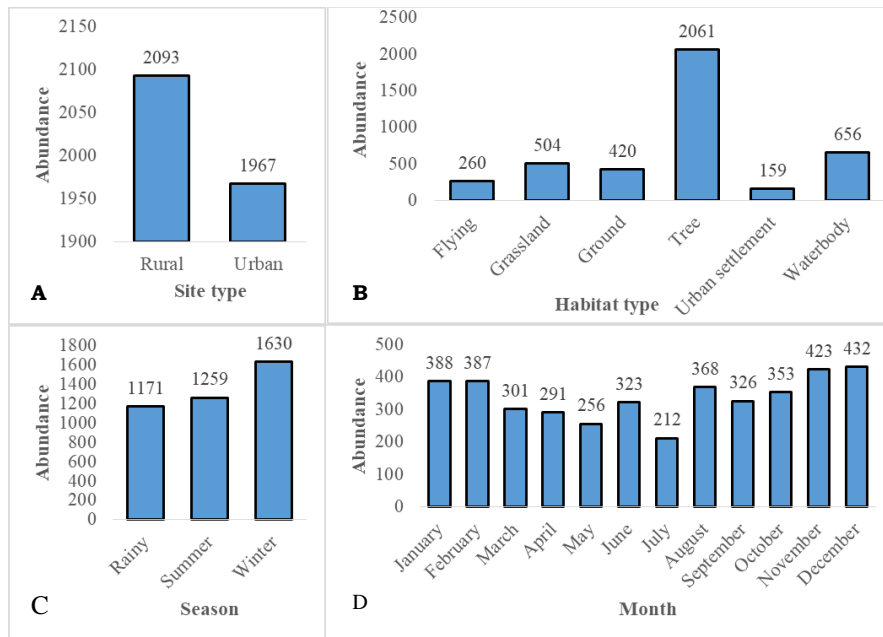 2150
2100
2050
2000
1950
1900
Abundance
2093
1967
Rural Urban
Site type
A
2500
2000
1500
1000
500
0
Abundance
260
504
420
2061
159
656
Flying
Grassland
Ground
Tree
Urban settlement
Waterbody
Habitat type
B
1800
1600
1400
1200
1000
800
600
400
200
0
Abundance
1171
1259
1630
Rainy
Summer
Winter
Season
C
500
400
300
200
100
0
Abundance
388
387
301
291
256
323
212
368
326
353
423
432
January
February
March
April
May
June
July
August
September
October
November
December
Month
D